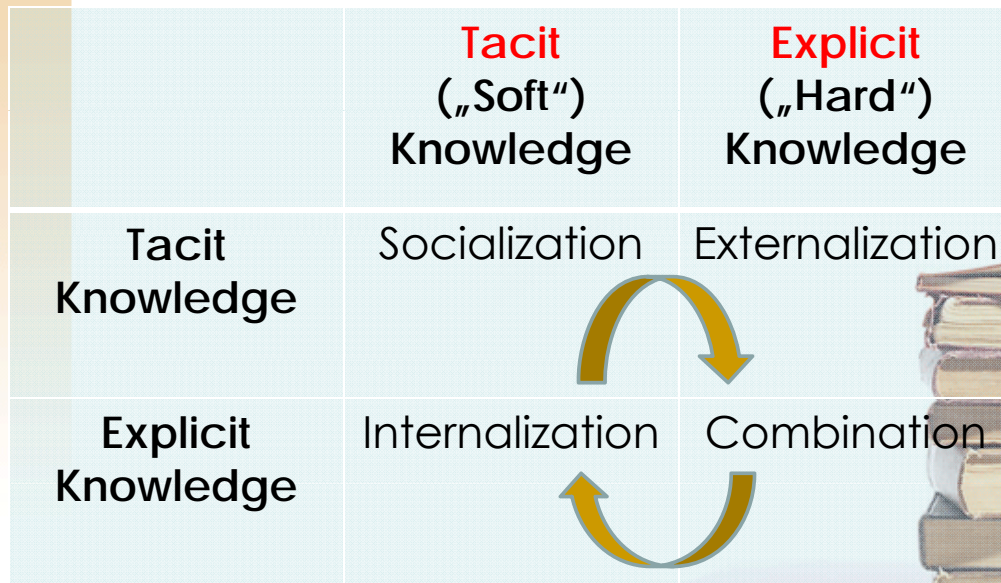 Tacit
(„Soft“)
Knowledge
Explicit
(„Hard“)
Knowledge
Tacit
Knowledge
Socialization
Externalization
Explicit
Knowledge
Internalization
Combination